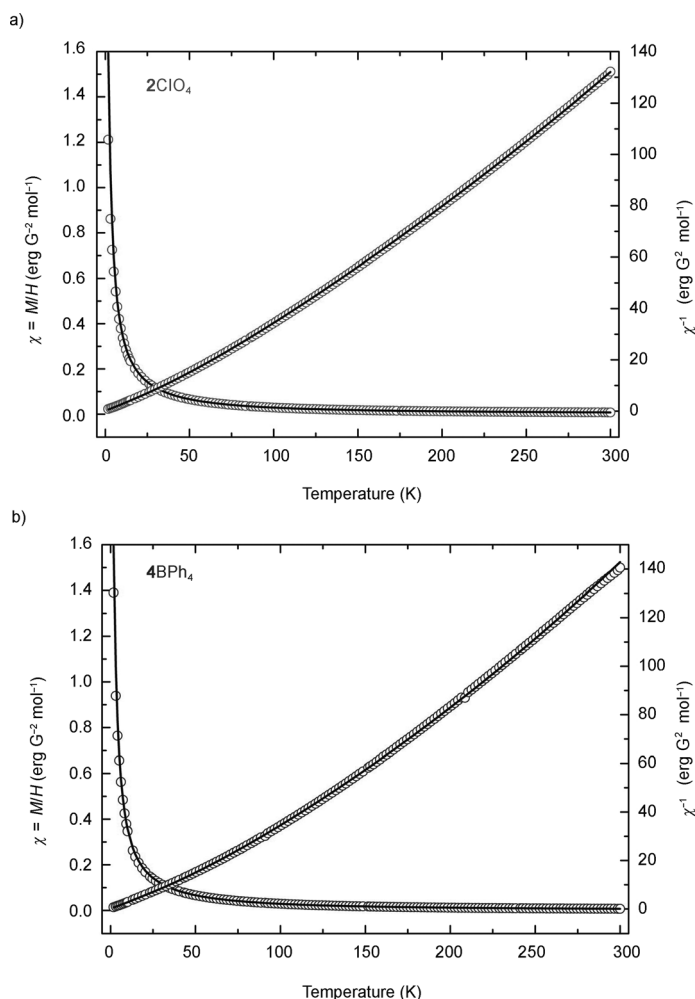 a)
2ClO₄
χ = M/H (erg G⁻² mol⁻¹)
1.6
1.4
1.2
1.0
0.8
0.6
0.4
0.2
0.0
140
120
100
80
60
40
20
0
χ⁻¹ (erg G² mol⁻¹)
0 50 100 150 200 250 300
Temperature (K)
b)
4BPh₄
χ = M/H (erg G⁻² mol⁻¹)
1.6
1.4
1.2
1.0
0.8
0.6
0.4
0.2
0.0
140
120
100
80
60
40
20
0
χ⁻¹ (erg G² mol⁻¹)
0 50 100 150 200 250 300
Temperature (K)